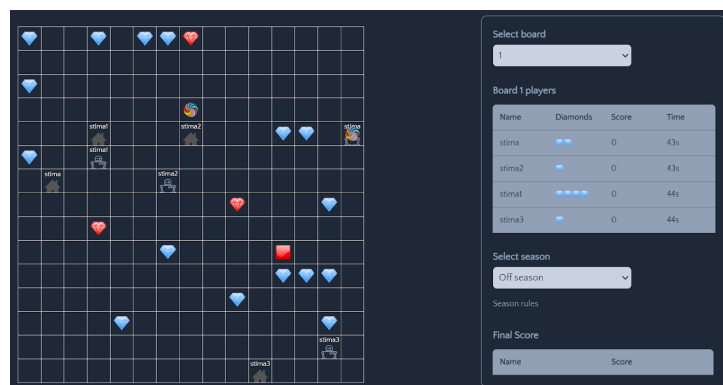 stima1
stima2
stima
stima1
stima
stima2
stima3
stima3
Select board
1
Board 1 players
Name Diamonds Score Time
stima 0 43s
stima2 0 43s
stima1 0 44s
stima3 0 44s
Select season
Off season
Season rules
Final Score
Name Score